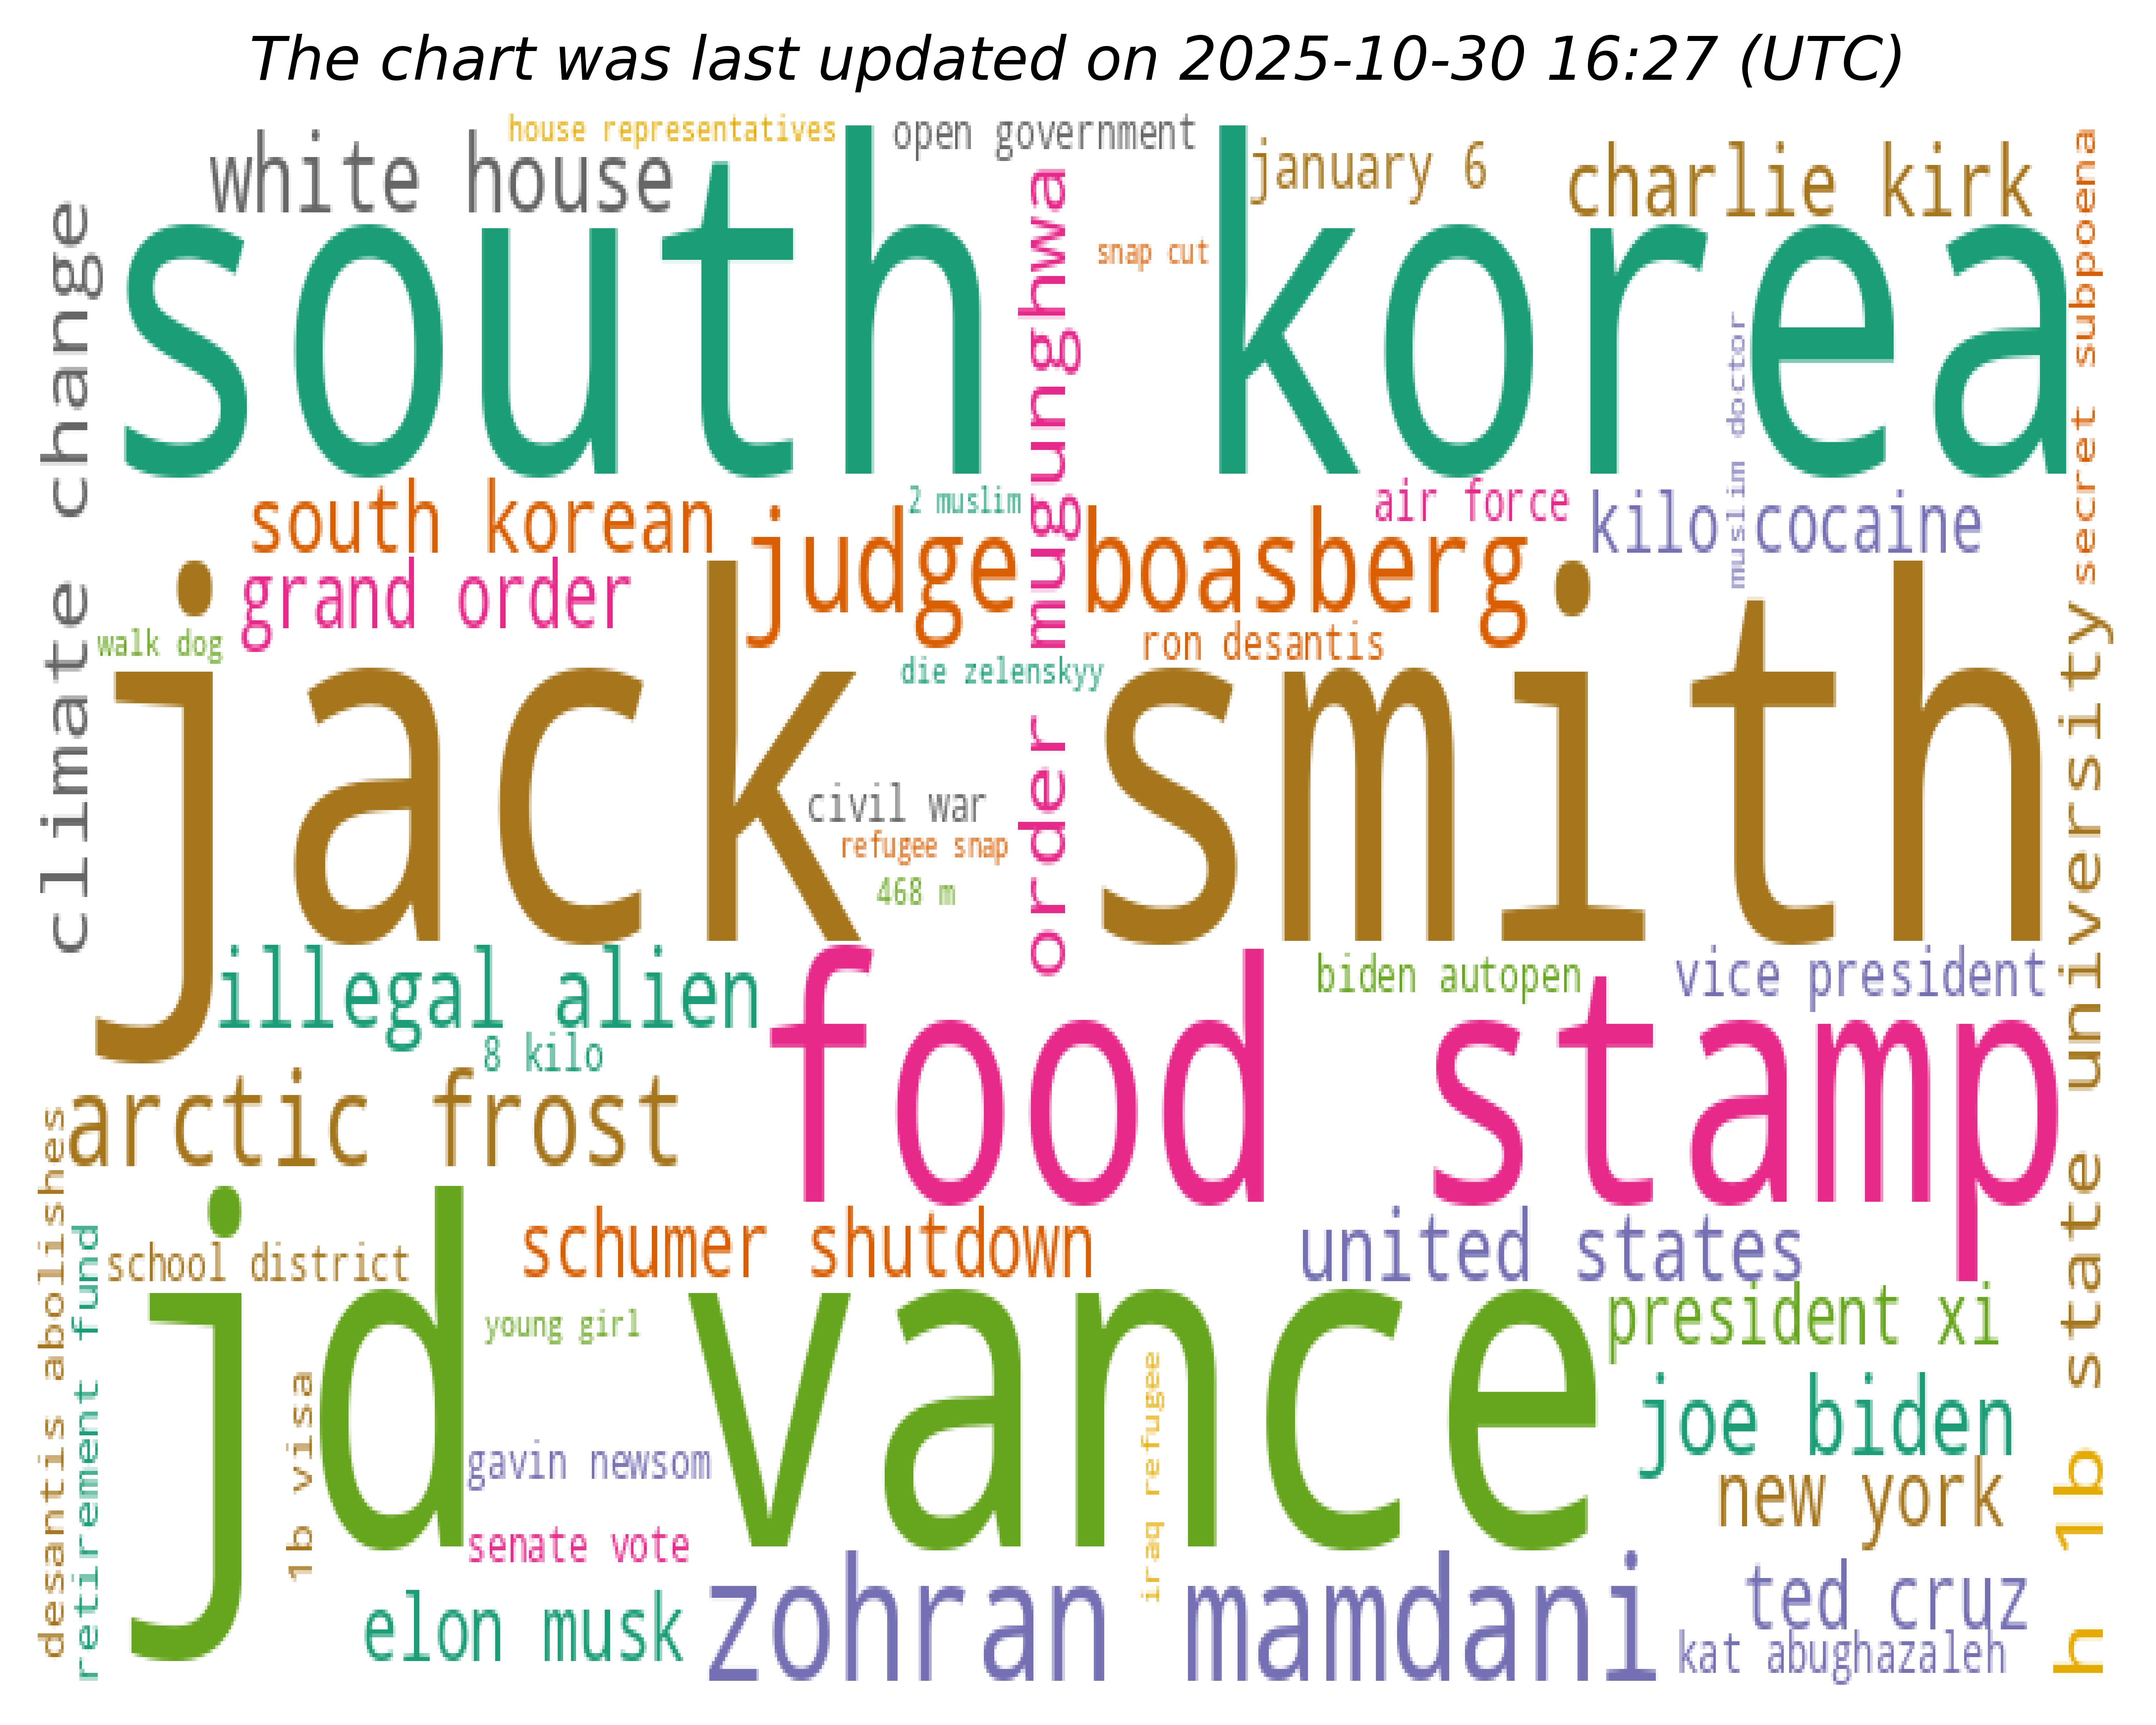 The chart was last updated on 2025-10-30 16:27 (UTC)
house representatives
open government
white house
january 6
charlie kirk
secret subpoena
climate change
south korea
snap cut
order mugunghwa
muslim doctor
south korean
2 muslim
air force
kilo cocaine
judge boasberg
grand order
walk dog
ron desantis
die zelenskyy
jack smith
civil war
refugee snap
468 m
state university
illegal alien
biden autopen
vice president
8 kilo
food stamp
arctic frost
desantis abolishes
retirement fund
school district
schumer shutdown
united states
young girl
president xi
jd vance
1b visa
iraq refugee
joe biden
gavin newsom
new york
h 1b
senate vote
elon musk
zohran mamdani
ted cruz
kat abughazaleh